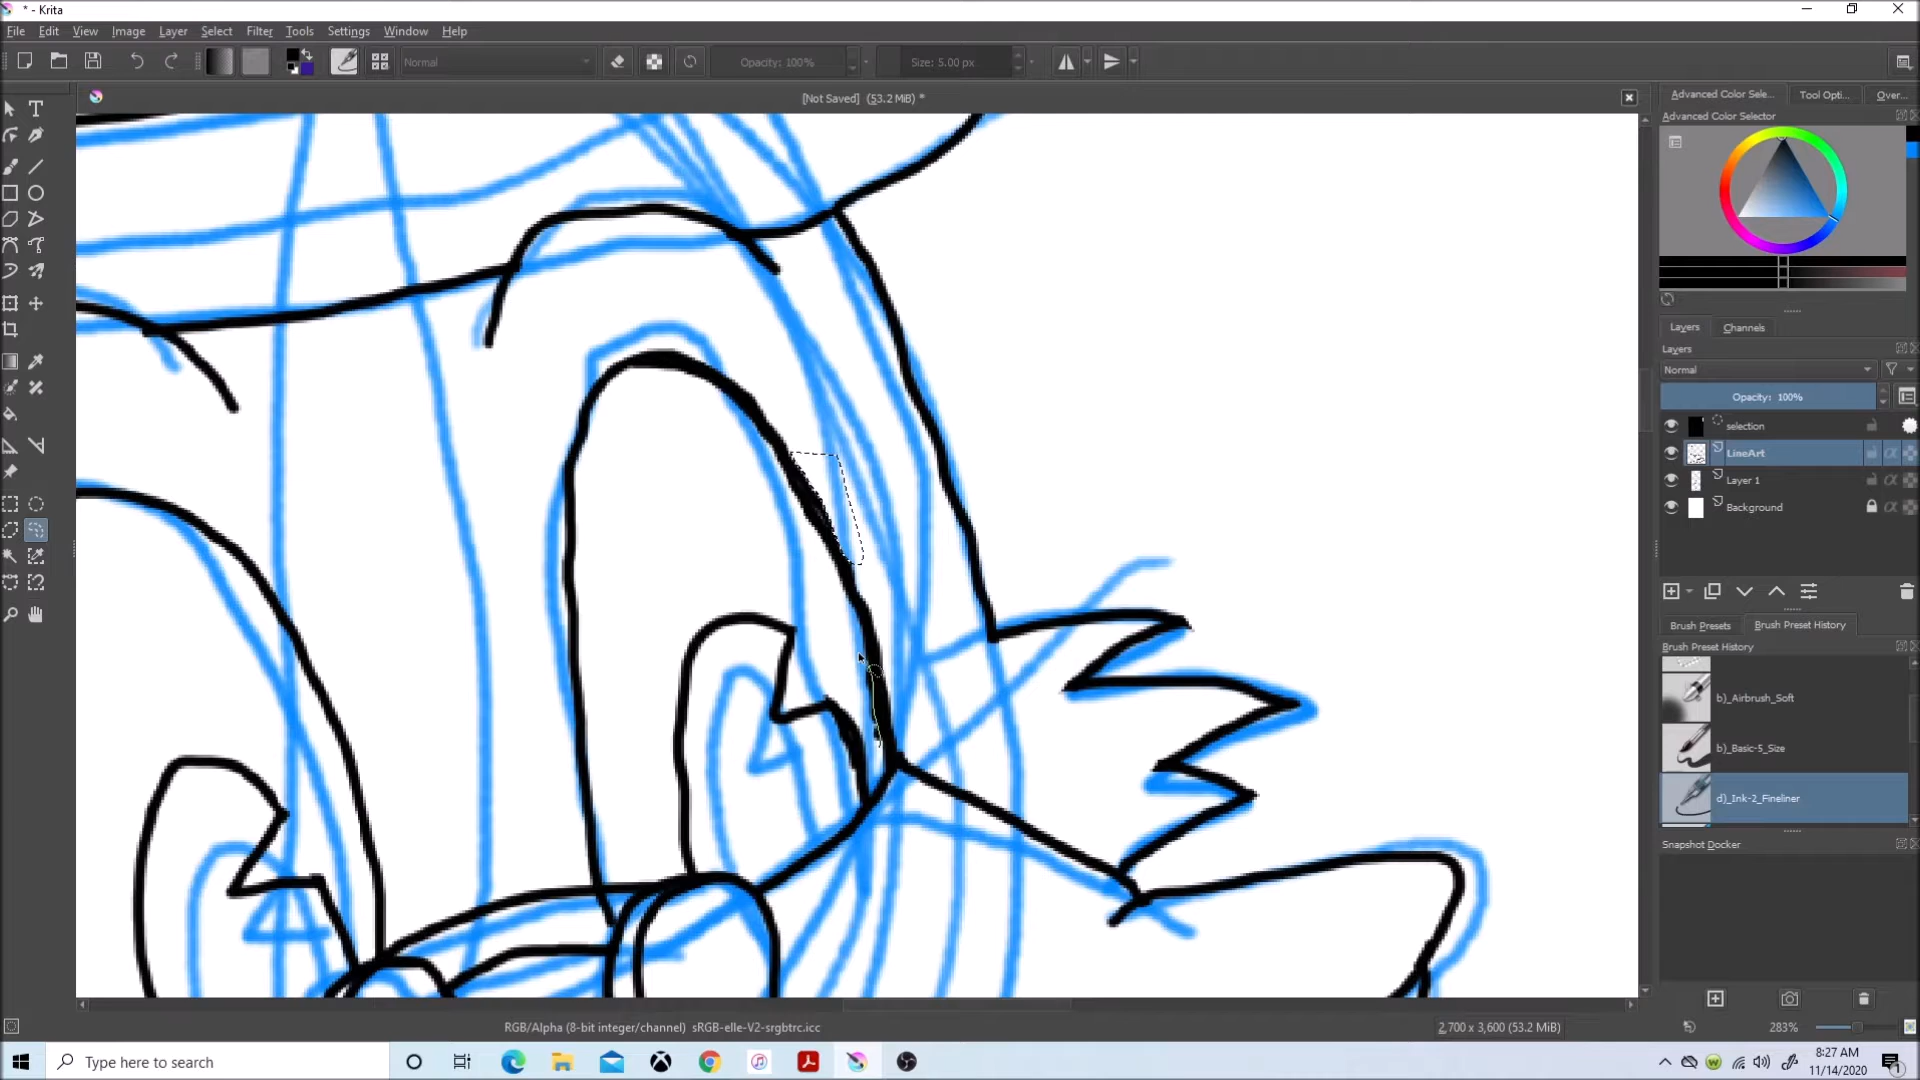 * - Krita
File Edit View Image Layer Select Filter Tools Settings Window Help
Normal Opacity: 100% Size: 5.00 px
[Not Saved] (53.2 MiB) *
Advanced Color Sele... Tool Opti... Over...
Advanced Color Selector
Layers Channels
Layers
Normal
Opacity: 100%
selection
LineArt
Layer 1
Background
Brush Presets Brush Preset History
Brush Preset History
b)_Airbrush_Soft
b)_Basic-5_Size
d)_Ink-2_Fineliner
Snapshot Docker
RGB/Alpha (8-bit integer/channel) sRGB-elle-V2-srgbtrc.icc
2,700 x 3,600 (53.2 MiB)
283%
Type here to search
8:27 AM
11/14/2020
1